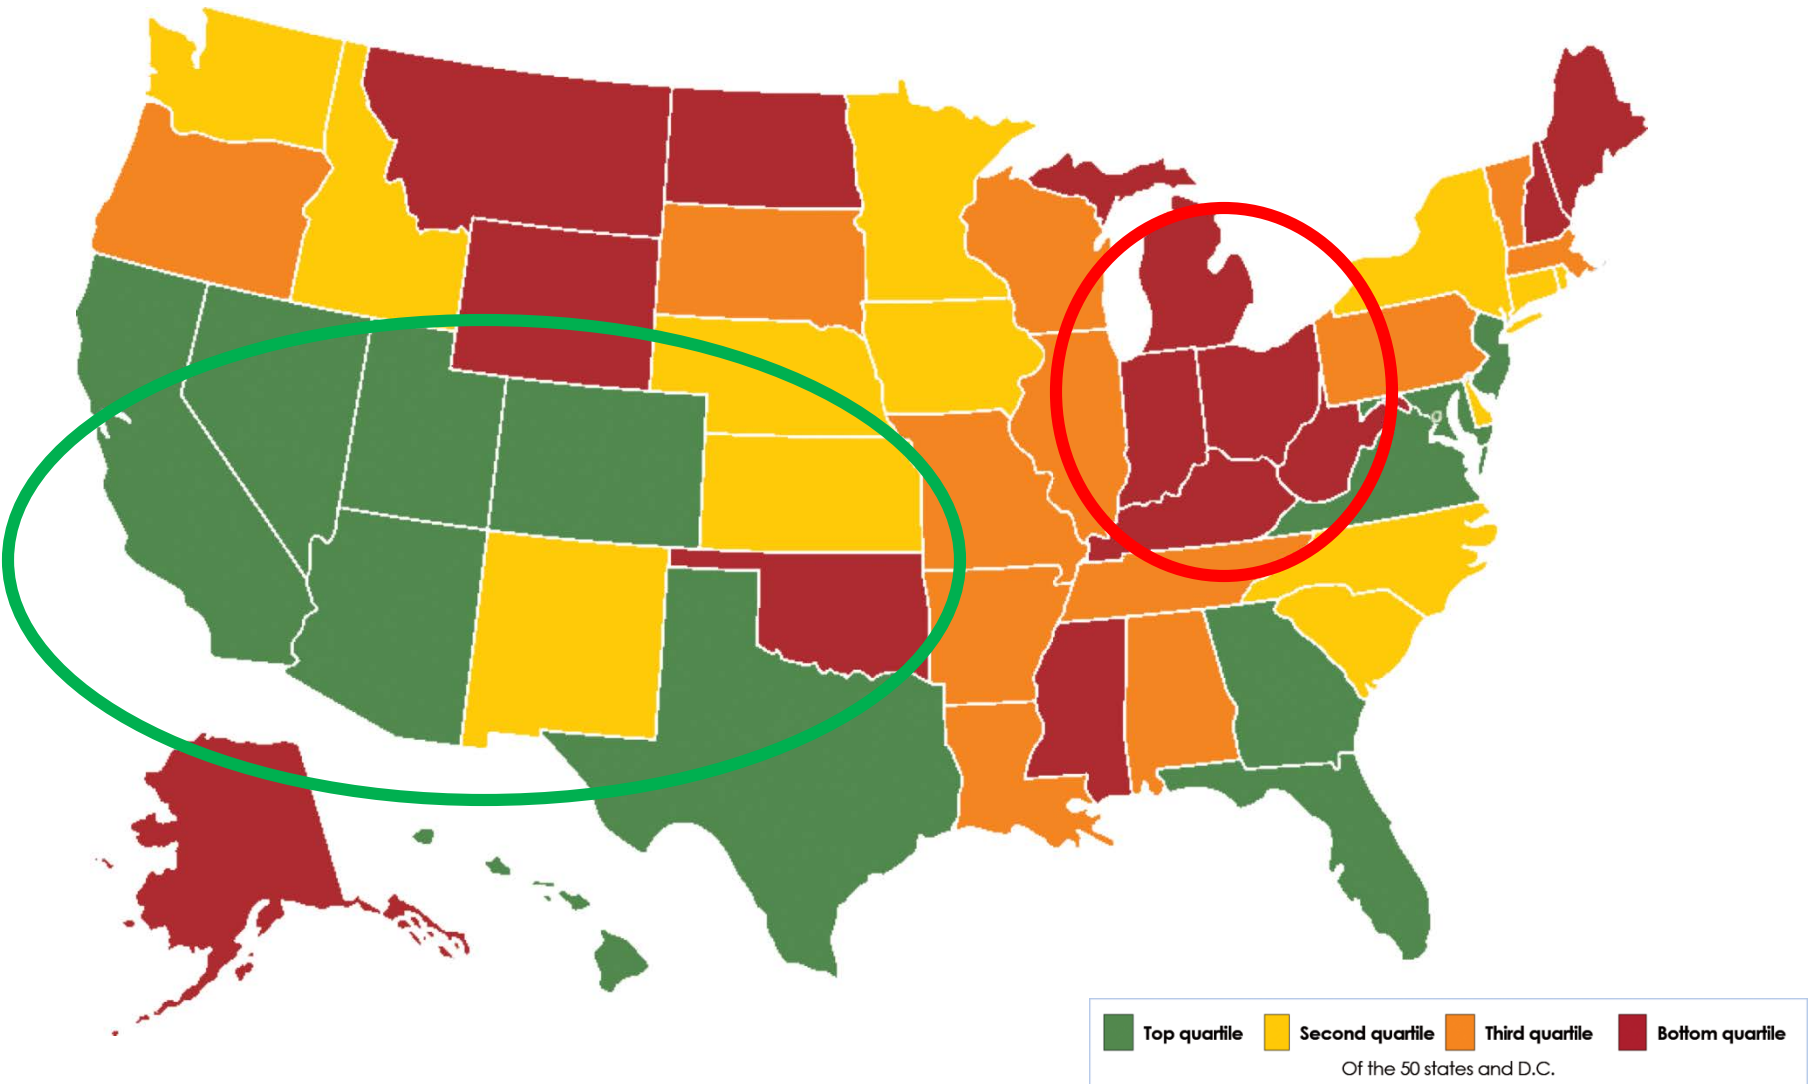 Top quartile Second quartile Third quartile Bottom quartile
Of the 50 states and D.C.